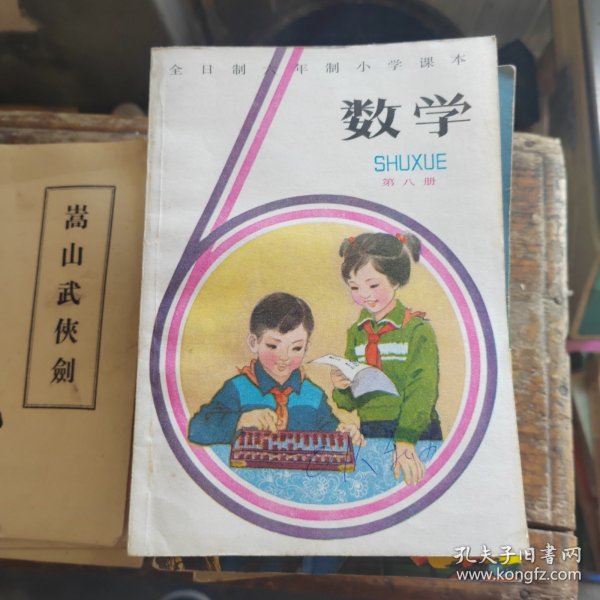 全日制六年制小学课本
数学
SHUXUE
第八册
嵩山武俠劍
孔夫子旧书网
www.kongfz.com